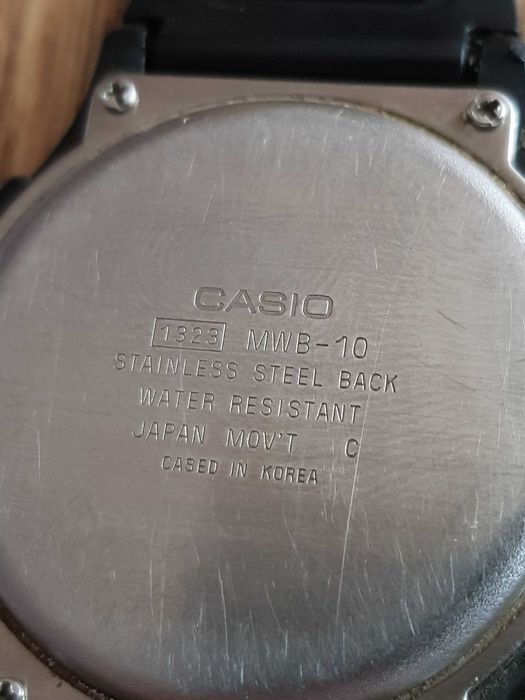 CASIO
1323 MWB-10
STAINLESS STEEL BACK
WATER RESISTANT
JAPAN MOV'T C
CASED IN KOREA